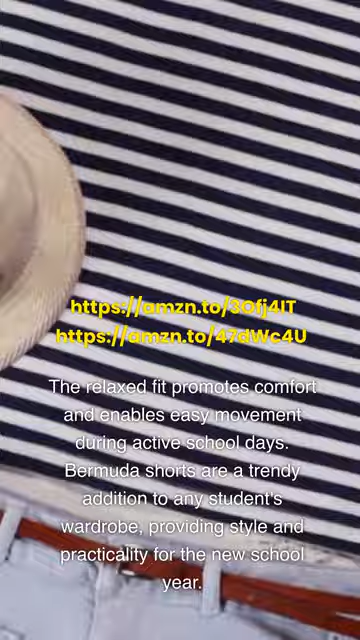 https://amzn.to/3Ofj4IT
https://amzn.to/47dWc4U
The relaxed fit promotes comfort
and enables easy movement
during active school days.
Bermuda shorts are a trendy
addition to any student's
wardrobe, providing style and
practicality for the new school
year.